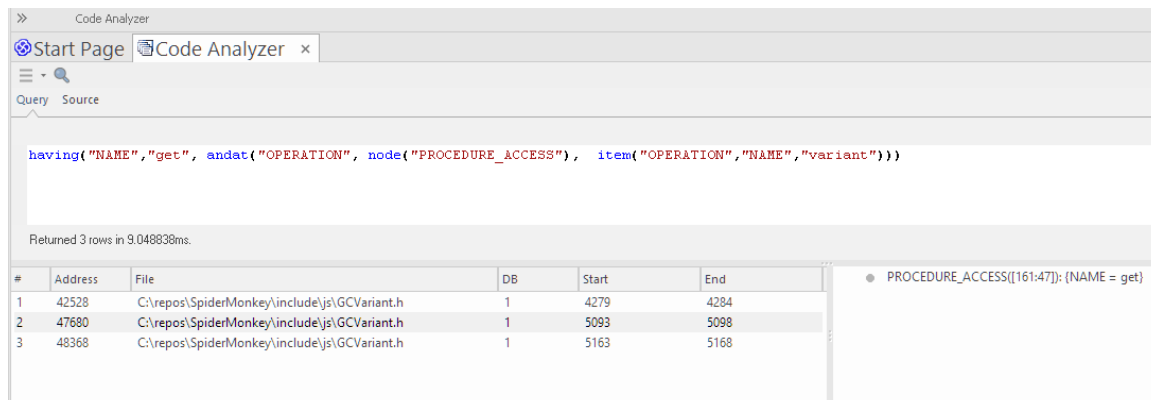 Code Analyzer
Start Page Code Analyzer ×
Query Source
having("NAME","get", andat("OPERATION", node("PROCEDURE_ACCESS"), item("OPERATION","NAME","variant")))
Returned 3 rows in 9.048838ms.
# Address File DB Start End
PROCEDURE_ACCESS([161:47]): {NAME = get}
1 42528 C:\repos\SpiderMonkey\include\js\GCVariant.h 1 4279 4284
2 47680 C:\repos\SpiderMonkey\include\js\GCVariant.h 1 5093 5098
3 48368 C:\repos\SpiderMonkey\include\js\GCVariant.h 1 5163 5168